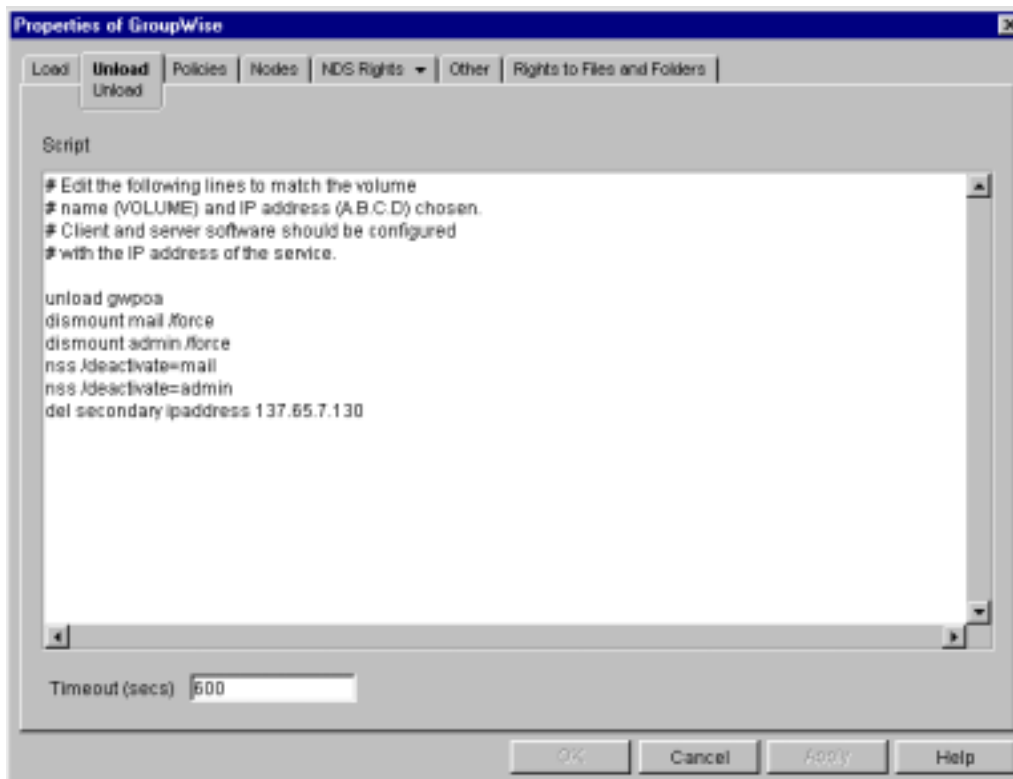 Properties of GroupWise
Load Unload Policies Nodes NDS Rights Other Rights to Files and Folders
Unload
Script
# Edit the following lines to match the volume
# name (VOLUME) and IP address (A.B.C.D) chosen.
# Client and server software should be configured
# with the IP address of the service.
unload gwpoa
dismount mail /force
dismount admin /force
nss /deactivate=mail
nss /deactivate=admin
del secondary ipaddress 137.65.7.130
Timeout (secs) 600
OK Cancel Apply Help